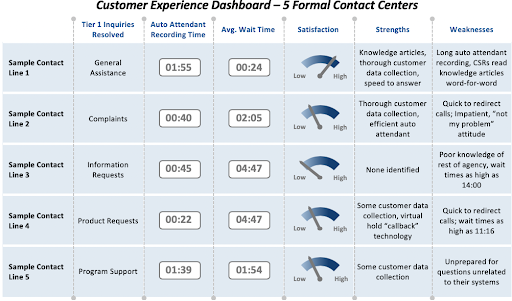 Customer Experience Dashboard – 5 Formal Contact Centers
Tier 1 Inquiries Resolved
Auto Attendant Recording Time
Avg. Wait Time
Satisfaction
Strengths
Weaknesses
Sample Contact
Line 1
General
Assistance
01:55
00:24
Low
High
Knowledge articles,
thorough customer
data collection,
speed to answer
Long auto attendant
recording, CSRs read
knowledge articles
word-for-word
Sample Contact
Line 2
Complaints
00:40
02:05
Low
High
Thorough customer
data collection,
efficient auto
attendant
Quick to redirect
calls; Impatient, "not
my problem"
attitude
Sample Contact
Line 3
Information
Requests
00:45
04:47
Low
High
None identified
Poor knowledge of
rest of agency, wait
times as high as
14:00
Sample Contact
Line 4
Product Requests
00:22
04:47
Low
High
Some customer data
collection, virtual
hold "callback"
technology
Quick to redirect
calls; wait times as
high as 11:16
Sample Contact
Line 5
Program Support
01:39
01:54
Low
High
Some customer data
collection
Unprepared for
questions unrelated
to their systems